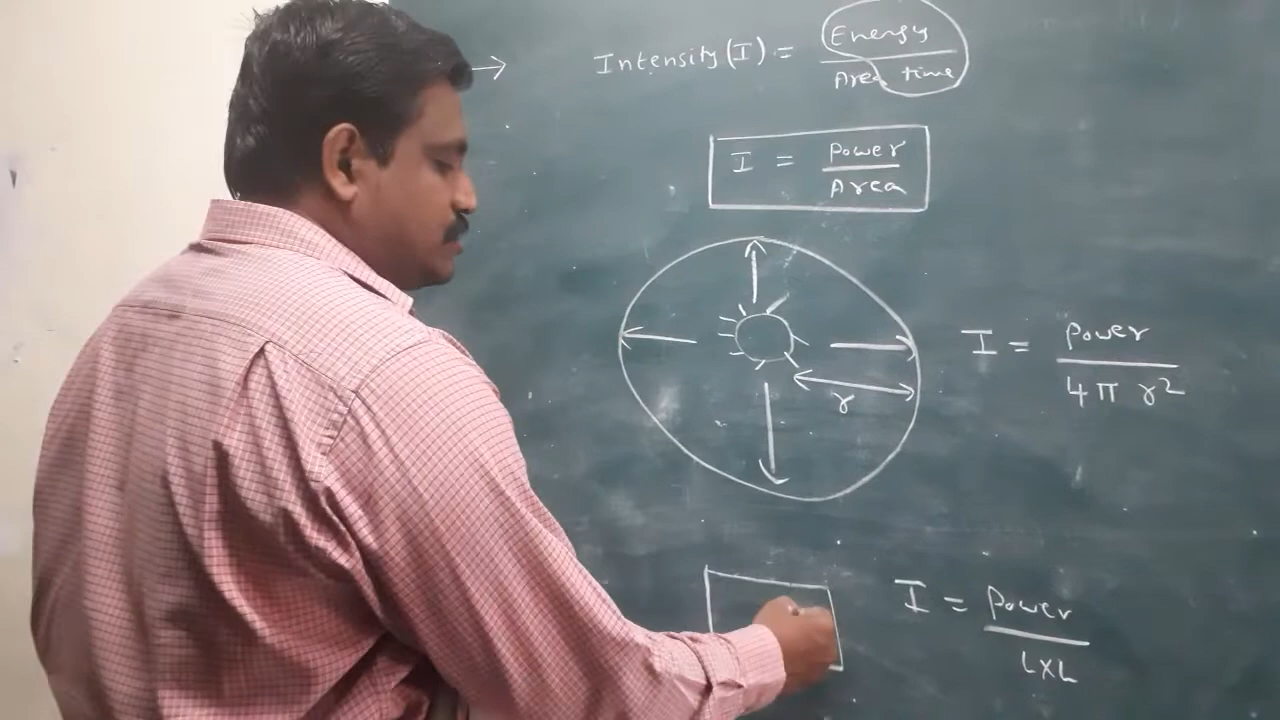 → Intensity(I) = Energy / Area time
I = Power / Area
r
I = Power / 4π r²
I = Power / L×L